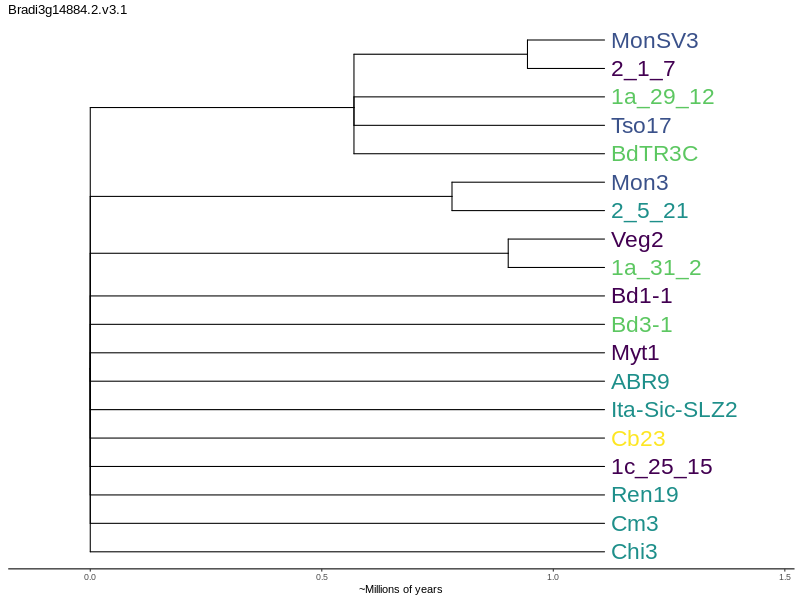 Bradi3g14884.2.v3.1
MonSV3
2_1_7
1a_29_12
Tso17
BdTR3C
Mon3
2_5_21
Veg2
1a_31_2
Bd1-1
Bd3-1
Myt1
ABR9
Ita-Sic-SLZ2
Cb23
1c_25_15
Ren19
Cm3
Chi3
0.0 0.5 1.0 1.5
~Millions of years